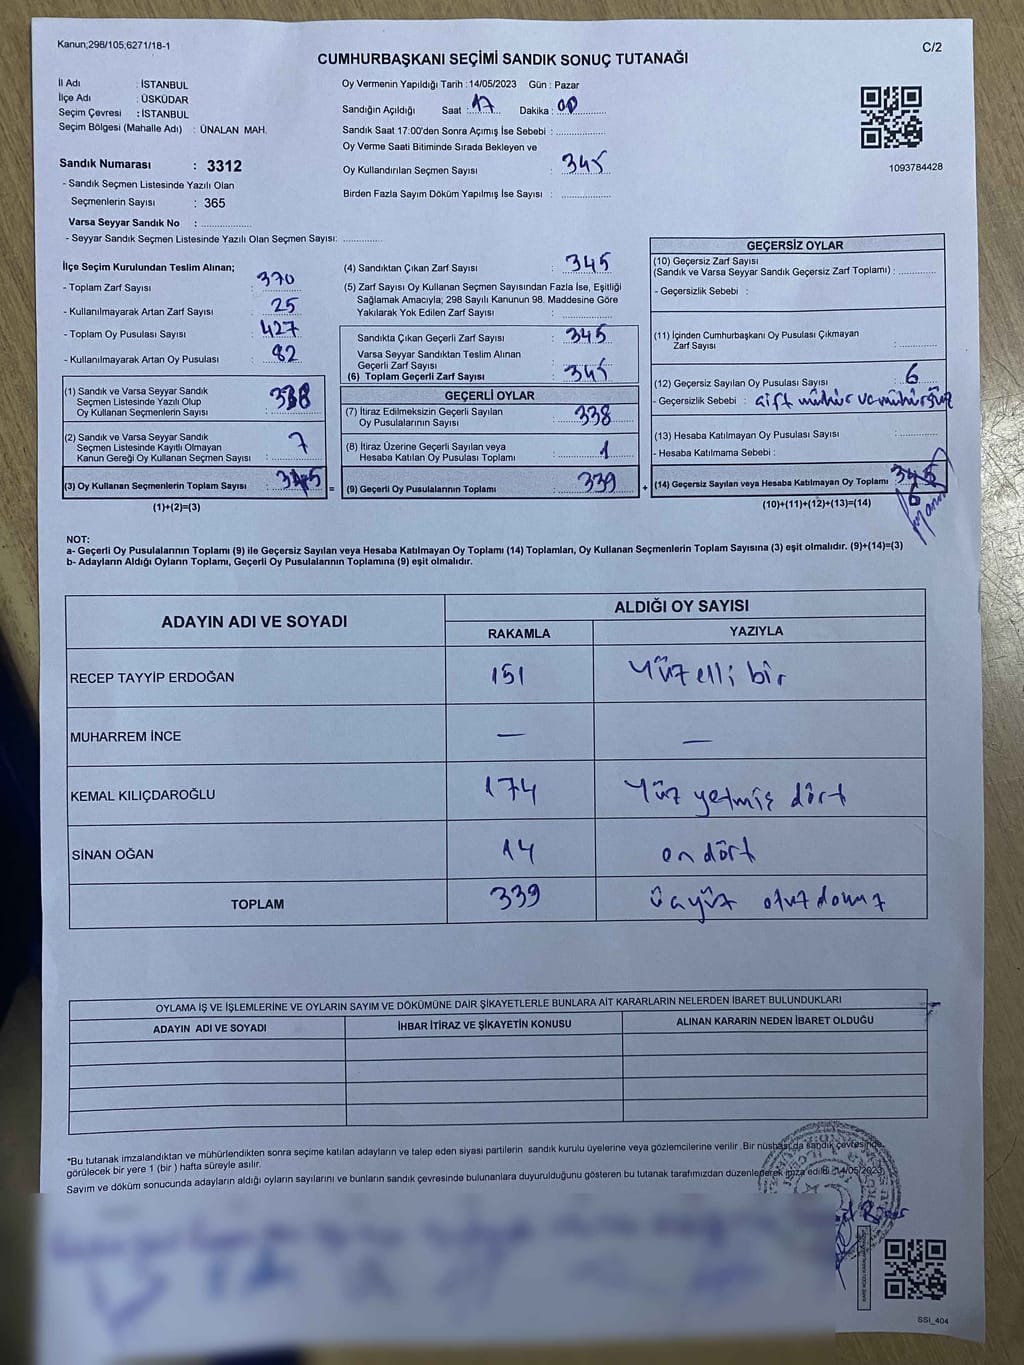 Kanun;298/105,6271/18-1
C/2
CUMHURBAŞKANI SEÇİMİ SANDIK SONUÇ TUTANAĞI
İl Adı : İSTANBUL
İlçe Adı : ÜSKÜDAR
Seçim Çevresi : İSTANBUL
Seçim Bölgesi (Mahalle Adı) : ÜNALAN MAH.
Sandık Numarası : 3312
- Sandık Seçmen Listesinde Yazılı Olan
Seçmenlerin Sayısı : 365
Varsa Seyyar Sandık No :
- Seyyar Sandık Seçmen Listesinde Yazılı Olan Seçmen Sayısı:
Oy Vermenin Yapıldığı Tarih : 14/05/2023 Gün : Pazar
Sandığın Açıldığı Saat : 17 Dakika : 00
Sandık Saat 17.00'den Sonra Açımış İse Sebebi :
Oy Verme Saati Bitiminde Sırada Bekleyen ve
Oy Kullandırılan Seçmen Sayısı : 345
Birden Fazla Sayım Döküm Yapılmış İse Sayısı :
1093784428
İlçe Seçim Kurulundan Teslim Alınan;
- Toplam Zarf Sayısı : 370
- Kullanılmayarak Artan Zarf Sayısı : 25
- Toplam Oy Pusulası Sayısı : 427
- Kullanılmayarak Artan Oy Pusulası : 82
(1) Sandık ve Varsa Seyyar Sandık
Seçmen Listesinde Yazılı Olup
Oy Kullanan Seçmenlerin Sayısı : 338
(2) Sandık ve Varsa Seyyar Sandık
Seçmen Listesinde Kayıtlı Olmayan
Kanun Gereği Oy Kullanan Seçmen Sayısı : 7
(3) Oy Kullanan Seçmenlerin Toplam Sayısı : 345 =
(1)+(2)=(3)
(4) Sandıktan Çıkan Zarf Sayısı : 345
(5) Zarf Sayısı Oy Kullanan Seçmen Sayısından Fazla İse, Eşitliği
Sağlamak Amacıyla; 298 Sayılı Kanunun 98. Maddesine Göre
Yakılarak Yok Edilen Zarf Sayısı :
Sandıkta Çıkan Geçerli Zarf Sayısı : 345
Varsa Seyyar Sandıktan Teslim Alınan
Geçerli Zarf Sayısı :
(6) Toplam Geçerli Zarf Sayısı : 345
GEÇERLİ OYLAR
(7) İtiraz Edilmeksizin Geçerli Sayılan
Oy Pusulalarının Sayısı : 338
(8) İtiraz Üzerine Geçerli Sayılan veya
Hesaba Katılan Oy Pusulası Toplamı : 1
(9) Geçerli Oy Pusulalarının Toplamı : 339 +
GEÇERSİZ OYLAR
(10) Geçersiz Zarf Sayısı
(Sandık ve Varsa Seyyar Sandık Geçersiz Zarf Toplamı) :
- Geçersizlik Sebebi :
(11) İçinden Cumhurbaşkanı Oy Pusulası Çıkmayan
Zarf Sayısı :
(12) Geçersiz Sayılan Oy Pusulası Sayısı : 6
- Geçersizlik Sebebi : çift mühür ve mühürsüz
(13) Hesaba Katılmayan Oy Pusulası Sayısı :
- Hesaba Katılmama Sebebi :
(14) Geçersiz Sayılan veya Hesaba Katılmayan Oy Toplamı : 345
6
(10)+(11)+(12)+(13)=(14)
NOT:
a- Geçerli Oy Pusulalarının Toplamı (9) ile Geçersiz Sayılan veya Hesaba Katılmayan Oy Toplamı (14) Toplamları, Oy Kullanan Seçmenlerin Toplam Sayısına (3) eşit olmalıdır. (9)+(14)=(3)
b- Adayların Aldığı Oyların Toplamı, Geçerli Oy Pusulalarının Toplamına (9) eşit olmalıdır.
ADAYIN ADI VE SOYADI ALDIĞI OY SAYISI
RAKAMLA YAZIYLA
RECEP TAYYİP ERDOĞAN 151 Yüz elli bir
MUHARREM İNCE — —
KEMAL KILIÇDAROĞLU 174 Yüz yetmiş dört
SİNAN OĞAN 14 on dört
TOPLAM 339 üçyüz otuz dokuz
OYLAMA İŞ VE İŞLEMLERİNE VE OYLARIN SAYIM VE DÖKÜMÜNE DAİR ŞİKAYETLERLE BUNLARA AİT KARARLARIN NELERDEN İBARET BULUNDUKLARI
ADAYIN ADI VE SOYADI İHBAR İTİRAZ VE ŞİKAYETİN KONUSU ALINAN KARARIN NEDEN İBARET OLDUĞU
*Bu tutanak imzalandıktan ve mühürlendikten sonra seçime katılan adayların ve talep eden siyasi partilerin sandık kurulu üyelerine veya gözlemcilerine verilir. Bir nüshası da sandık çevresinde
görülecek bir yere 1 (bir ) hafta süreyle asılır.
Sayım ve döküm sonucunda adayların aldığı oyların sayılarını ve bunların sandık çevresinde bulunanlara duyurulduğunu gösteren bu tutanak tarafımızdan düzenlenerek imza edildi. 14/05/2023
SSI_404